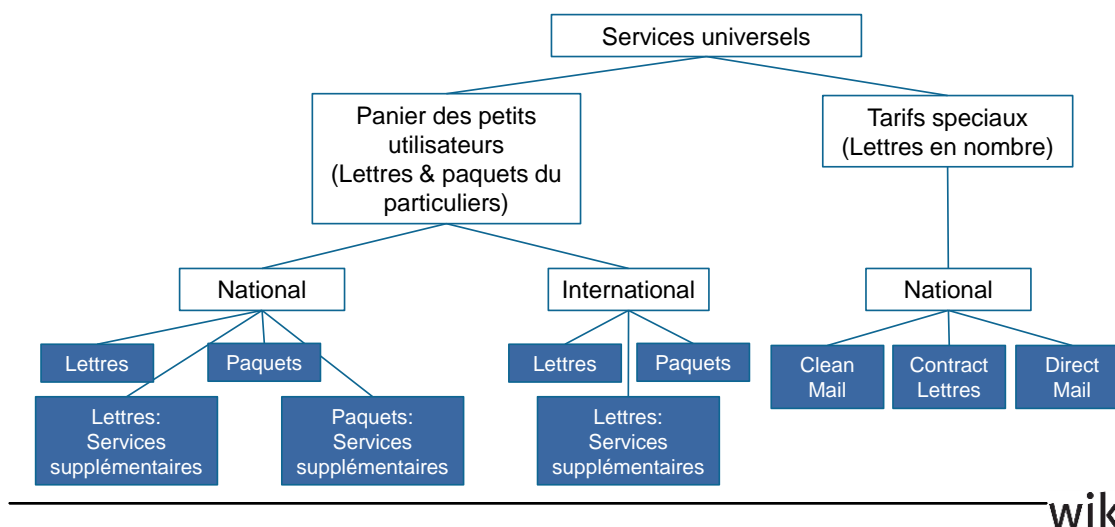 Services universels
Panier des petits
utilisateurs
(Lettres & paquets du
particuliers)
Tarifs speciaux
(Lettres en nombre)
National
International
National
Lettres
Paquets
Lettres
Paquets
Clean
Mail
Contract
Lettres
Direct
Mail
Lettres:
Services
supplémentaires
Paquets:
Services
supplémentaires
Lettres:
Services
supplémentaires
wik